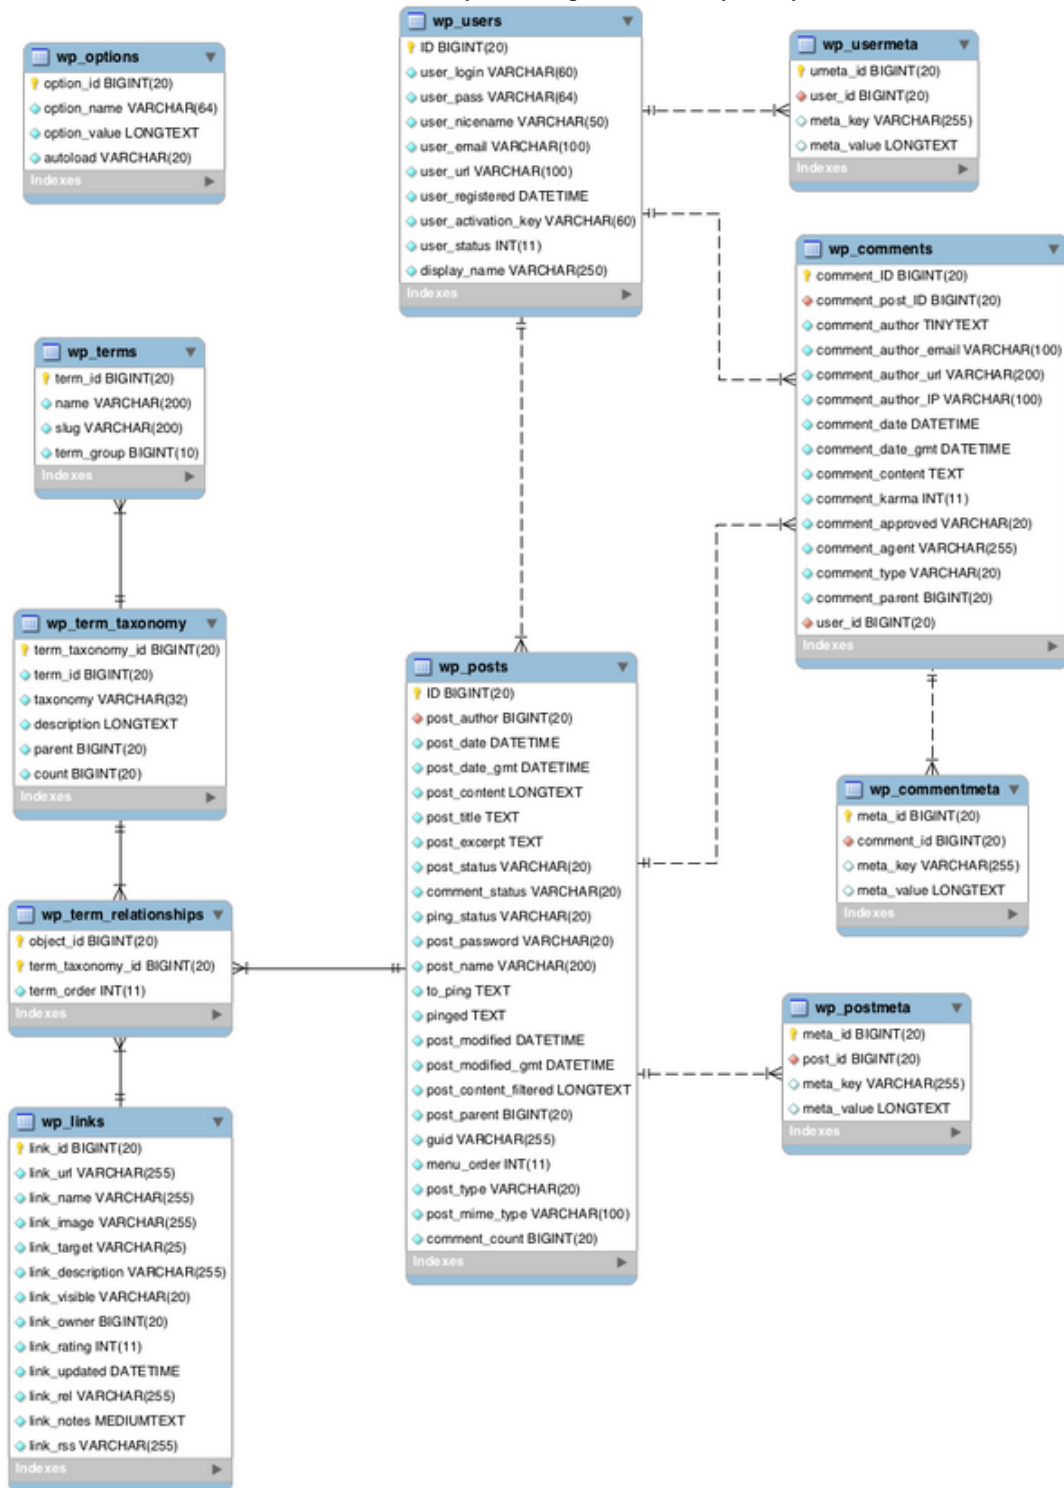 wp_options
option_id BIGINT(20)
option_name VARCHAR(64)
option_value LONGTEXT
autoload VARCHAR(20)
Indexes
wp_users
ID BIGINT(20)
user_login VARCHAR(60)
user_pass VARCHAR(64)
user_nicename VARCHAR(50)
user_email VARCHAR(100)
user_url VARCHAR(100)
user_registered DATETIME
user_activation_key VARCHAR(60)
user_status INT(11)
display_name VARCHAR(250)
Indexes
wp_usermeta
umeta_id BIGINT(20)
user_id BIGINT(20)
meta_key VARCHAR(255)
meta_value LONGTEXT
Indexes
wp_comments
comment_ID BIGINT(20)
comment_post_ID BIGINT(20)
comment_author TINYTEXT
comment_author_email VARCHAR(100)
comment_author_url VARCHAR(200)
comment_author_IP VARCHAR(100)
comment_date DATETIME
comment_date_gmt DATETIME
comment_content TEXT
comment_karma INT(11)
comment_approved VARCHAR(20)
comment_agent VARCHAR(255)
comment_type VARCHAR(20)
comment_parent BIGINT(20)
user_id BIGINT(20)
Indexes
wp_terms
term_id BIGINT(20)
name VARCHAR(200)
slug VARCHAR(200)
term_group BIGINT(10)
Indexes
wp_term_taxonomy
term_taxonomy_id BIGINT(20)
term_id BIGINT(20)
taxonomy VARCHAR(32)
description LONGTEXT
parent BIGINT(20)
count BIGINT(20)
Indexes
wp_posts
ID BIGINT(20)
post_author BIGINT(20)
post_date DATETIME
post_date_gmt DATETIME
post_content LONGTEXT
post_title TEXT
post_excerpt TEXT
post_status VARCHAR(20)
comment_status VARCHAR(20)
ping_status VARCHAR(20)
post_password VARCHAR(20)
post_name VARCHAR(200)
to_ping TEXT
pinged TEXT
post_modified DATETIME
post_modified_gmt DATETIME
post_content_filtered LONGTEXT
post_parent BIGINT(20)
guid VARCHAR(255)
menu_order INT(11)
post_type VARCHAR(20)
post_mime_type VARCHAR(100)
comment_count BIGINT(20)
Indexes
wp_commentmeta
meta_id BIGINT(20)
comment_id BIGINT(20)
meta_key VARCHAR(255)
meta_value LONGTEXT
Indexes
wp_term_relationships
object_id BIGINT(20)
term_taxonomy_id BIGINT(20)
term_order INT(11)
Indexes
wp_postmeta
meta_id BIGINT(20)
post_id BIGINT(20)
meta_key VARCHAR(255)
meta_value LONGTEXT
Indexes
wp_links
link_id BIGINT(20)
link_url VARCHAR(255)
link_name VARCHAR(255)
link_image VARCHAR(255)
link_target VARCHAR(25)
link_description VARCHAR(255)
link_visible VARCHAR(20)
link_owner BIGINT(20)
link_rating INT(11)
link_updated DATETIME
link_rel VARCHAR(255)
link_notes MEDIUMTEXT
link_rss VARCHAR(255)
Indexes